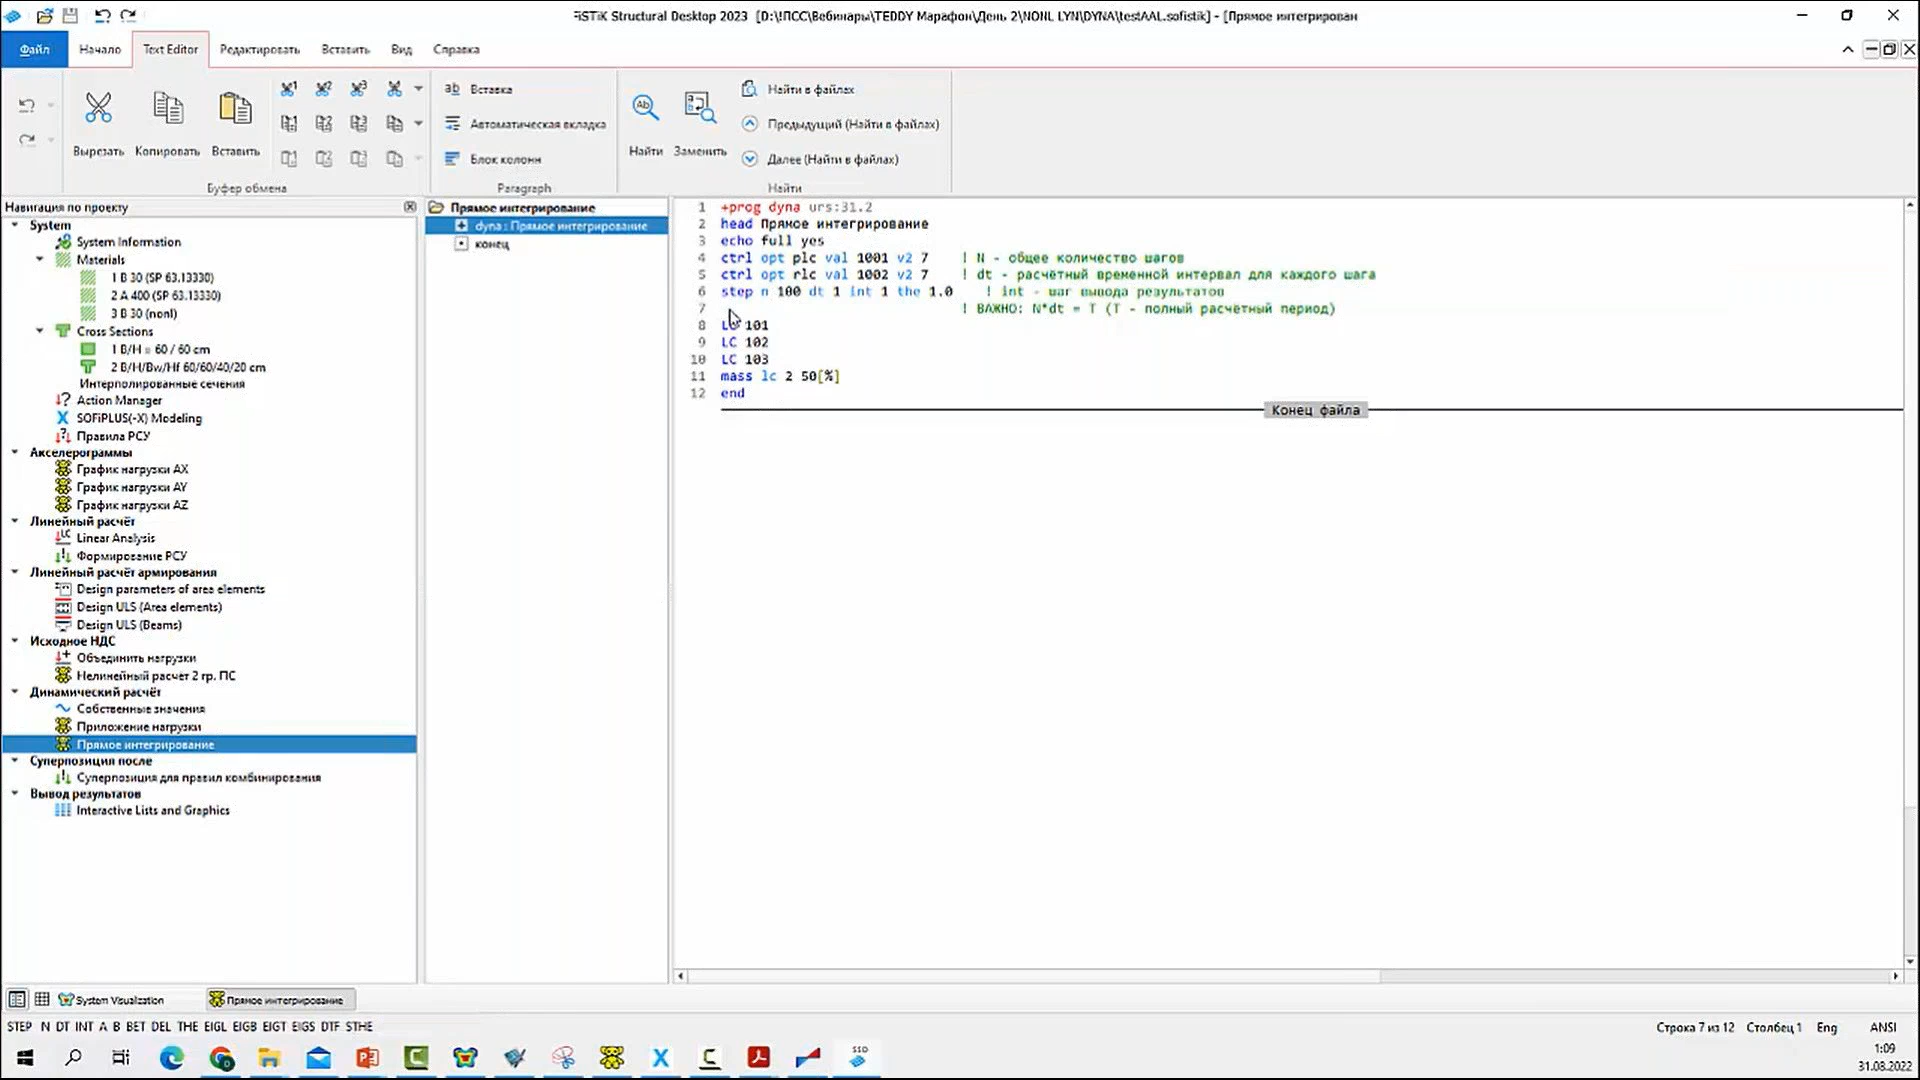 SiSTiK Structural Desktop 2023 [D:\!ПСС\Вебинары\TEDDY Марафон\День 2\NONL LYN\DYNA\testAAL.sofistik] - [Прямое интегрирован
Файл Начало Text Editor Редактировать Вставить Вид Справка
Вырезать Копировать Вставить
Буфер обмена
ab Вставка
Автоматическая вкладка
Блок колонн
Paragraph
Найти Заменить
Найти в файлах
Предыдущий (Найти в файлах)
Далее (Найти в файлах)
Найти
Навигация по проекту
System
System Information
Materials
1 B 30 (SP 63.13330)
2 A 400 (SP 63.13330)
3 B 30 (nonl)
Cross Sections
1 B/H = 60 / 60 cm
2 B/H/Bw/Hf 60/60/40/20 cm
Интерполированные сечения
Action Manager
SOFiPLUS(-X) Modeling
Правила РСУ
Акселерограммы
График нагрузки AX
График нагрузки AY
График нагрузки AZ
Линейный расчёт
Linear Analysis
Формирование РСУ
Линейный расчёт армирования
Design parameters of area elements
Design ULS (Area elements)
Design ULS (Beams)
Исходное НДС
Объединить нагрузки
Нелинейный расчет 2 гр. ПС
Динамический расчёт
Собственные значения
Приложение нагрузки
Прямое интегрирование
Суперпозиция после
Суперпозиция для правил комбинирования
Вывод результатов
Interactive Lists and Graphics
Прямое интегрирование
dyna : Прямое интегрирование
конец
1 +prog dyna urs:31.2
2 head Прямое интегрирование
3 echo full yes
4 ctrl opt plc val 1001 v2 7 ! N - общее количество шагов
5 ctrl opt rlc val 1002 v2 7 ! dt - расчётный временной интервал для каждого шага
6 step n 100 dt 1 int 1 the 1.0 ! int - шаг вывода результатов
7 ! ВАЖНО: N*dt = T (T - полный расчётный период)
8 LC 101
9 LC 102
10 LC 103
11 mass lc 2 50[%]
12 end
Конец файла
System Visualization Прямое интегрирование
STEP N DT INT A B BET DEL THE EIGL EIGB EIGT EIGS DTF STHE
Строка 7 из 12 Столбец 1 Eng ANSI
SSD
1:09
31.08.2022